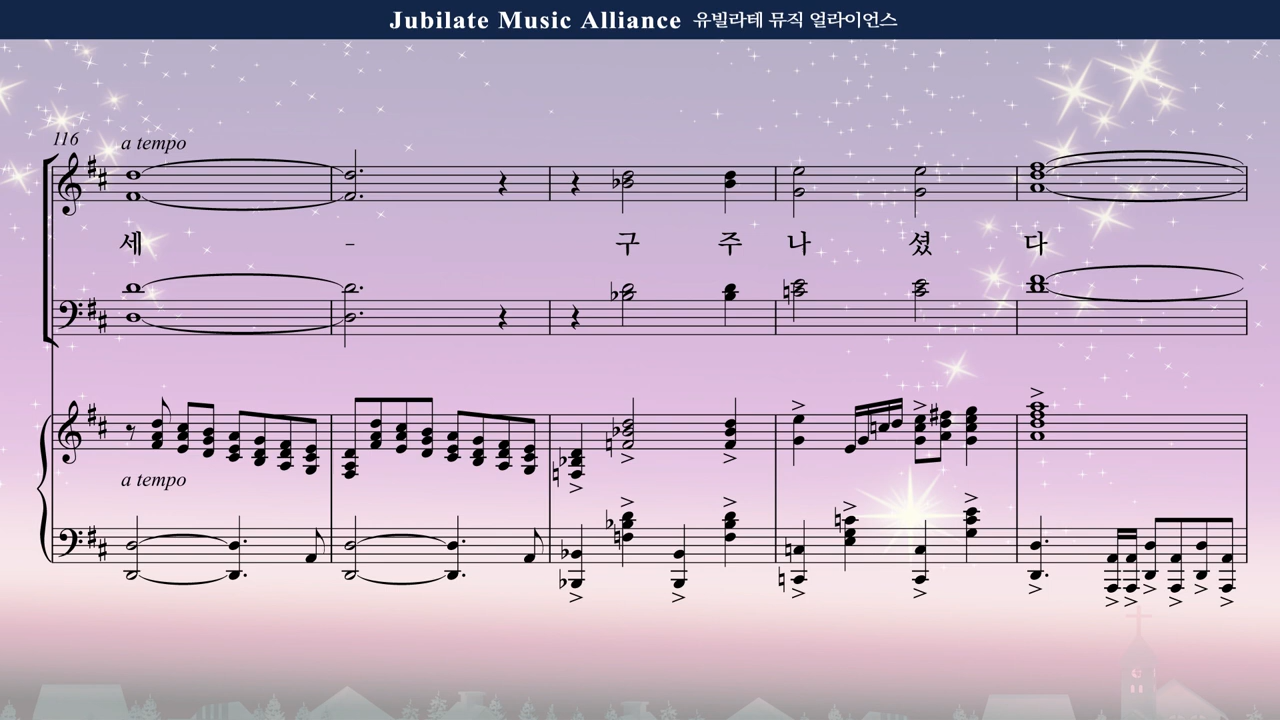 Jubilate Music Alliance 유빌라테 뮤직 얼라이언스
116 a tempo
세 - 구 주 나 셨 다
a tempo